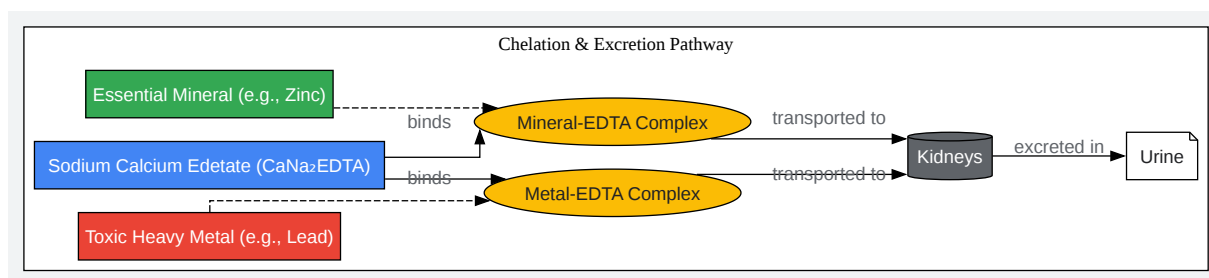 Chelation & Excretion Pathway
Essential Mineral (e.g., Zinc)
binds
Mineral-EDTA Complex
transported to
Sodium Calcium Edetate (CaNa₂EDTA)
binds
Metal-EDTA Complex
transported to
Kidneys
excreted in
Urine
Toxic Heavy Metal (e.g., Lead)